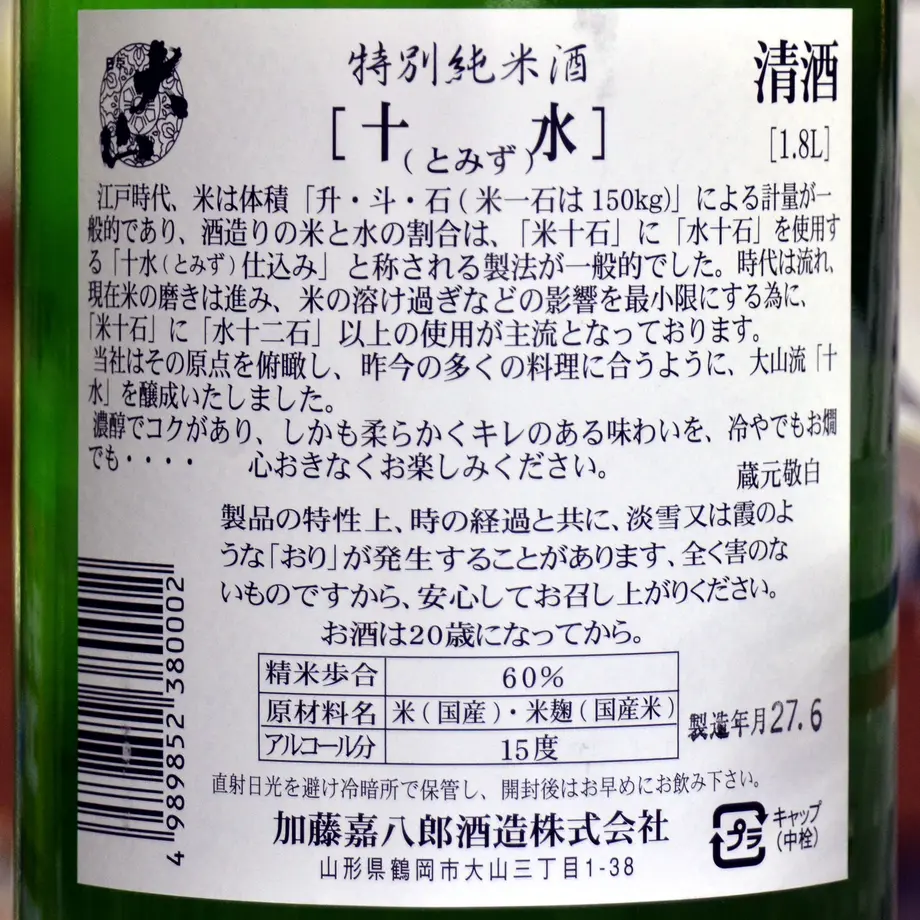 大山
特別純米酒
清酒
[十(とみず)水]
[1.8L]
江戸時代、米は体積「升・斗・石(米一石は150kg)」による計量が一
般的であり、酒造りの米と水の割合は、「米十石」に「水十石」を使用す
る「十水(とみず)仕込み」と称される製法が一般的でした。時代は流れ、
現在米の磨きは進み、米の溶け過ぎなどの影響を最小限にする為に、
「米十石」に「水十二石」以上の使用が主流となっております。
当社はその原点を俯瞰し、昨今の多くの料理に合うように、大山流「十
水」を醸成いたしました。
濃醇でコクがあり、しかも柔らかくキレのある味わいを、冷やでもお燗
でも・・・・ 心おきなくお楽しみください。
蔵元敬白
製品の特性上、時の経過と共に、淡雪又は霞のよ
うな「おり」が発生することがあります、全く害のな
いものですから、安心してお召し上がりください。
お酒は20歳になってから。
精米歩合 60%
原材料名 米(国産)・米麹(国産米)
アルコール分 15度
製造年月27.6
直射日光を避け冷暗所で保管し、開封後はお早めにお飲み下さい。
加藤嘉八郎酒造株式会社
山形県鶴岡市大山三丁目1-38
プラ
キャップ
(中栓)
4 989852 380002